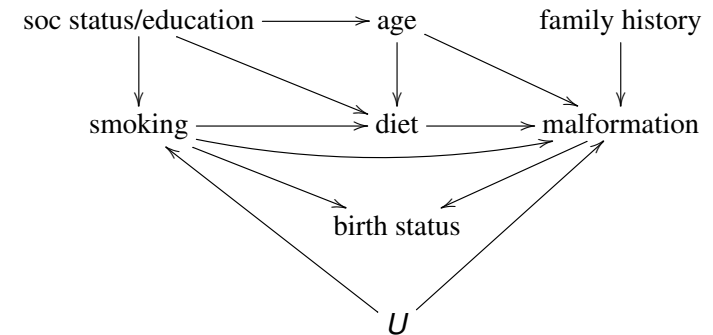 soc status/education age family history
smoking diet malformation
birth status
U